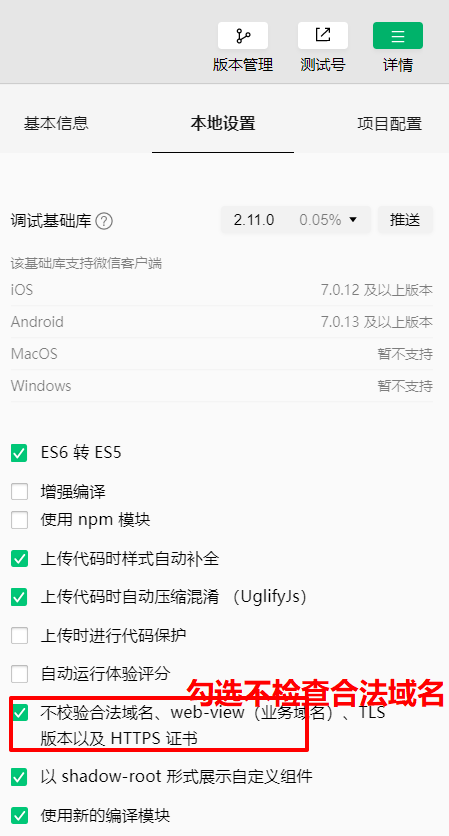 版本管理 测试号 详情
基本信息 本地设置 项目配置
调试基础库 ? 2.11.0 0.05% 推送
该基础库支持微信客户端
iOS 7.0.12 及以上版本
Android 7.0.13 及以上版本
MacOS 暂不支持
Windows 暂不支持
ES6 转 ES5
增强编译
使用 npm 模块
上传代码时样式自动补全
上传代码时自动压缩混淆 （UglifyJs）
上传时进行代码保护
自动运行体验评分
勾选不检查合法域名
不校验合法域名、web-view（业务域名）、TLS
版本以及 HTTPS 证书
以 shadow-root 形式展示自定义组件
使用新的编译模块